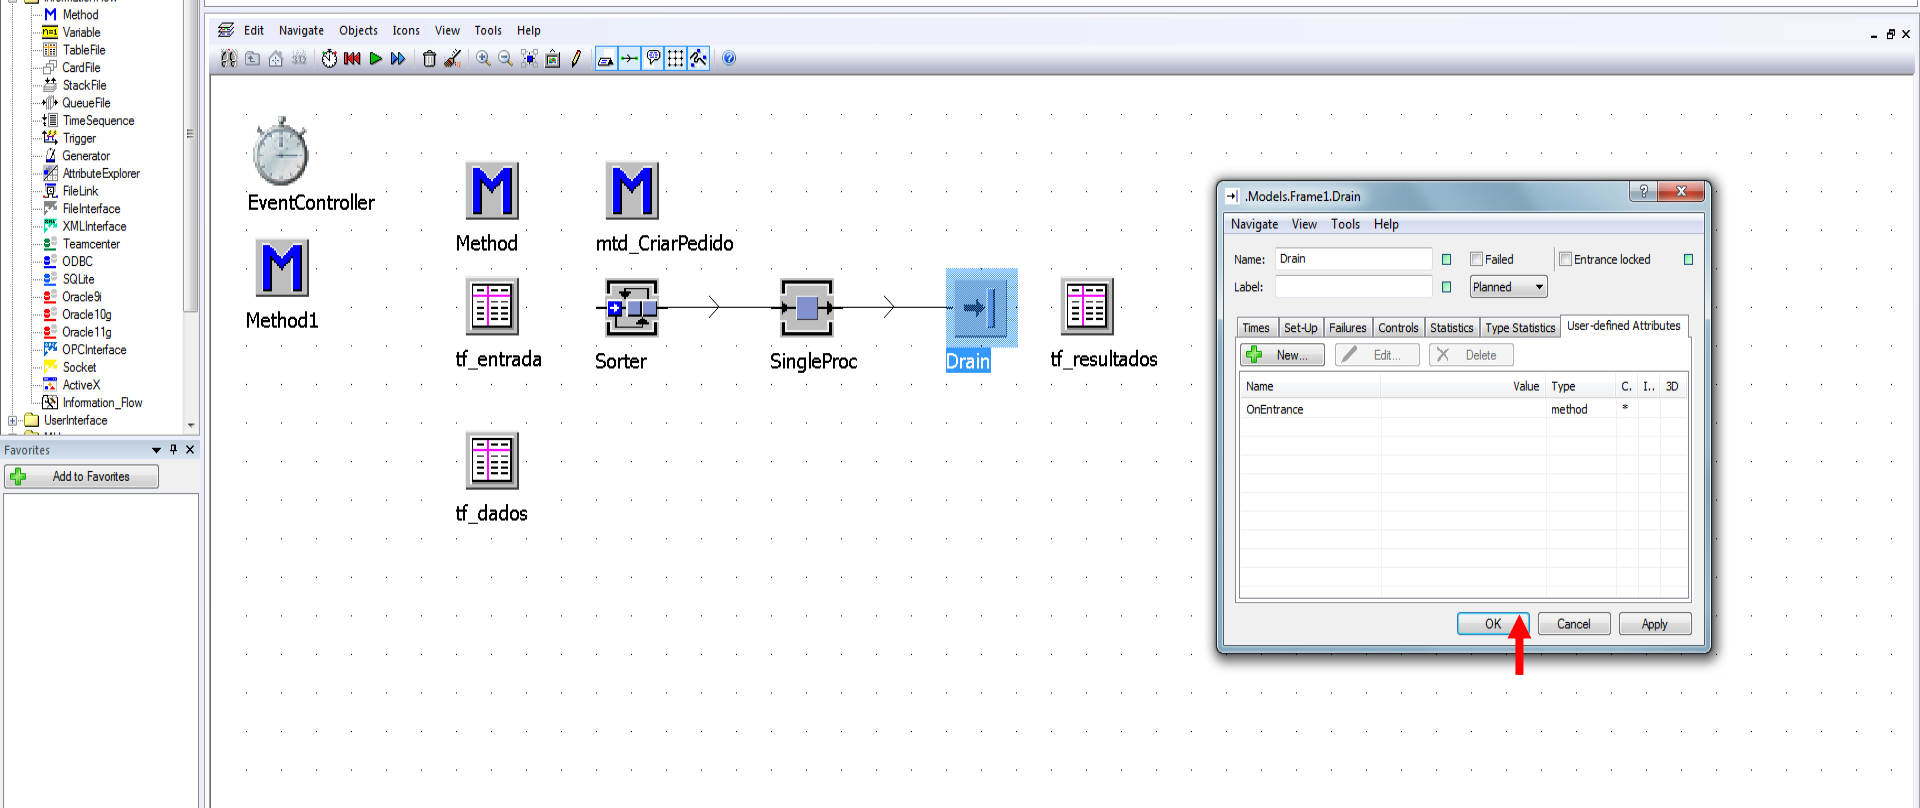 Method
Variable
TableFile
CardFile
StackFile
QueueFile
TimeSequence
Trigger
Generator
AttributeExplorer
FileLink
FileInterface
XMLInterface
Teamcenter
ODBC
SQLite
Oracle9i
Oracle10g
Oracle11g
OPCInterface
Socket
ActiveX
Information_Flow
UserInterface
Favorites
Add to Favorites
Edit Navigate Objects Icons View Tools Help
EventController
Method mtd_CriarPedido
Method1
tf_entrada Sorter SingleProc Drain tf_resultados
tf_dados
.Models.Frame1.Drain
Navigate View Tools Help
Name: Drain Failed Entrance locked
Label: Planned
Times Set-Up Failures Controls Statistics Type Statistics User-defined Attributes
New... Edit... Delete
Name Value Type C. I.. 3D
OnEntrance method *
OK Cancel Apply